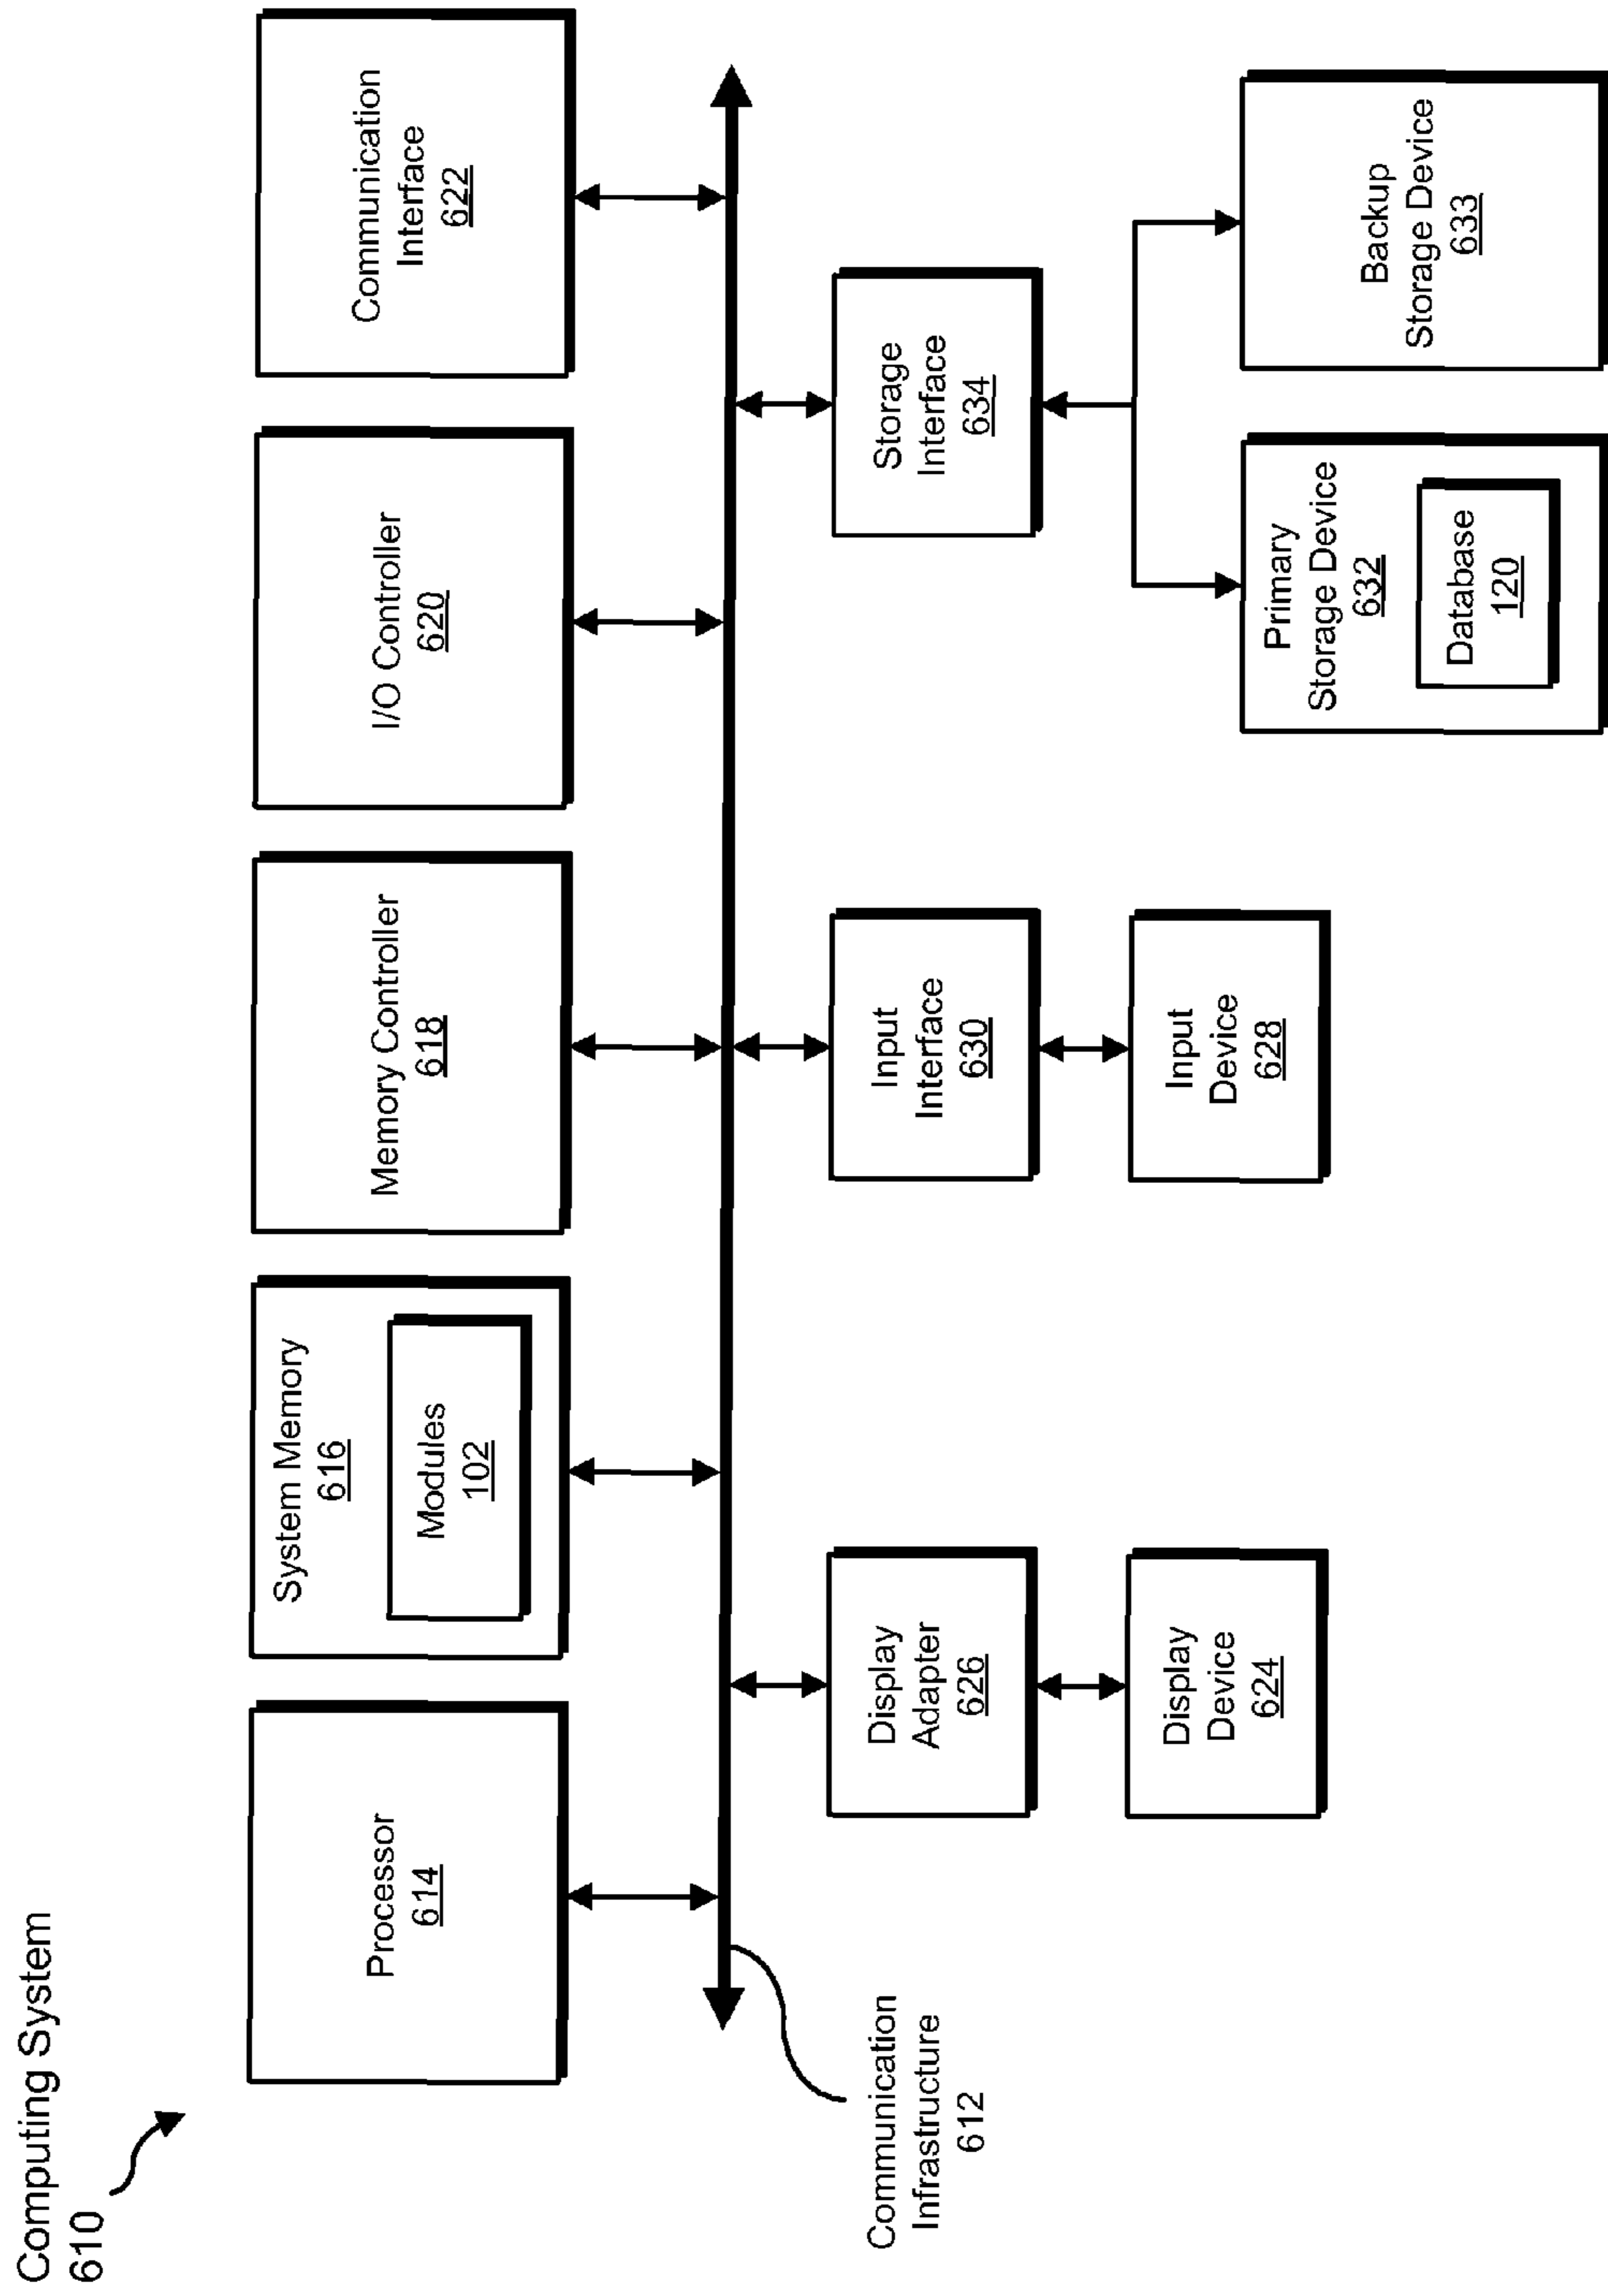 Computing System
610
Processor
614
System Memory
616
Modules
102
Memory Controller
618
I/O Controller
620
Communication
Interface
622
Communication
Infrastructure
612
Display
Adapter
626
Input
Interface
630
Storage
Interface
634
Display
Device
624
Input
Device
628
Primary
Storage Device
632
Database
120
Backup
Storage Device
633